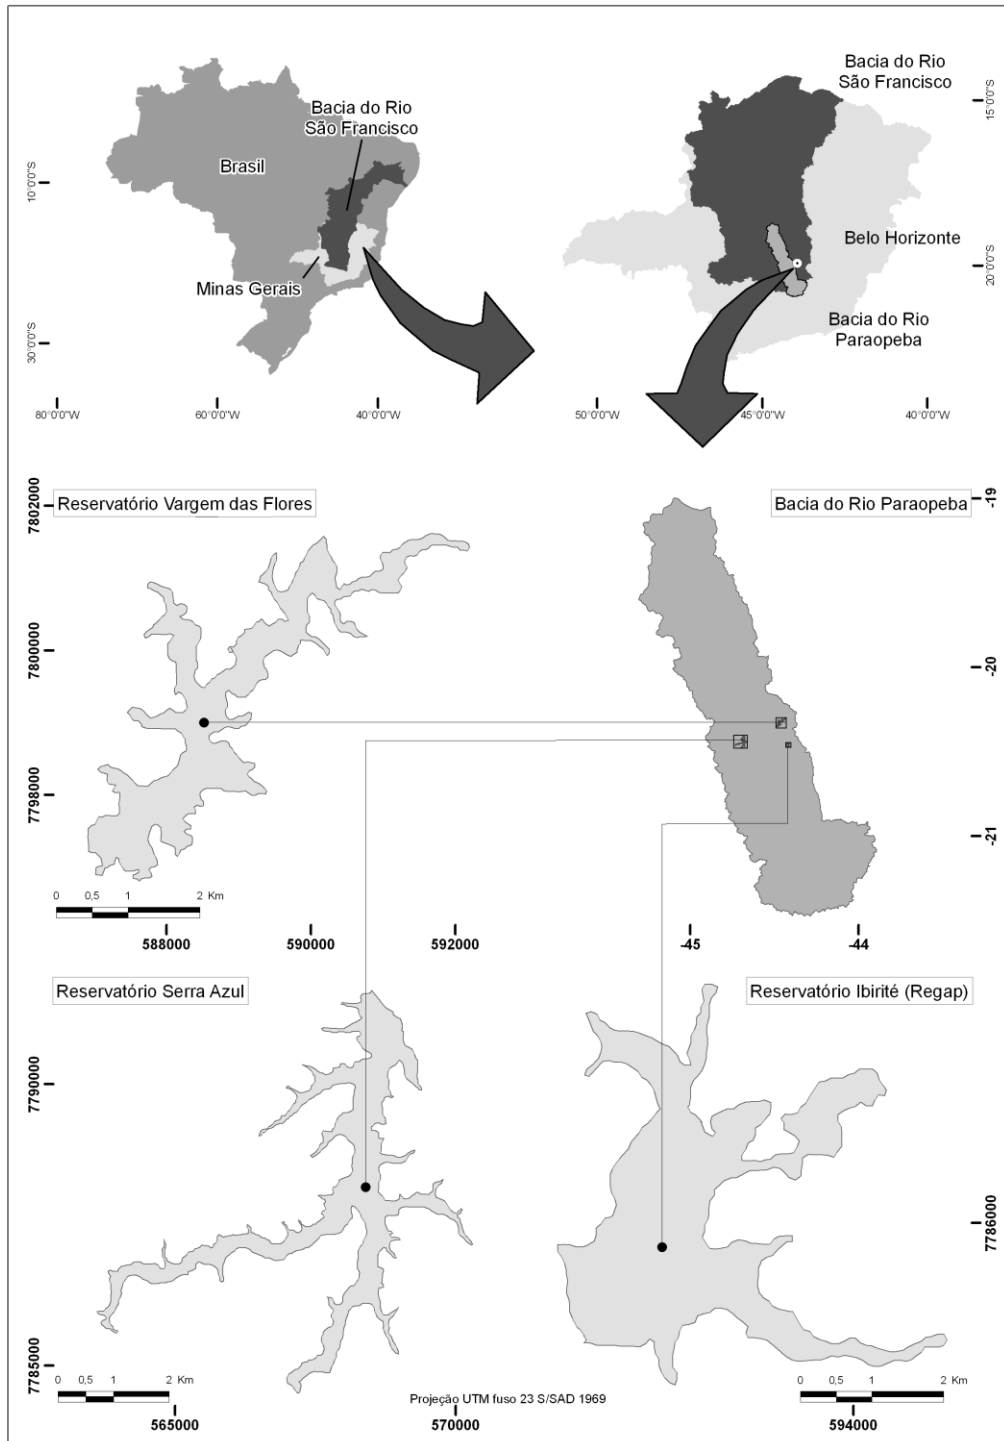 Bacia do Rio
São Francisco
Brasil
Minas Gerais
10°0'0"S
30°0'0"S
80°0'0"W
60°0'0"W
40°0'0"W
Bacia do Rio
São Francisco
Belo Horizonte
Bacia do Rio
Paraopeba
15°0'0"S
20°0'0"S
50°0'0"W
45°0'0"W
40°0'0"W
Reservatório Vargem das Flores
7802000
7800000
7798000
0 0,5 1 2 Km
588000
590000
592000
Bacia do Rio Paraopeba
-19
-20
-21
-45
-44
Reservatório Serra Azul
7790000
7785000
0 0,5 1 2 Km
565000
570000
Reservatório Ibirité (Regap)
7786000
0 0,5 1 2 Km
594000
Projeção UTM fuso 23 S/SAD 1969